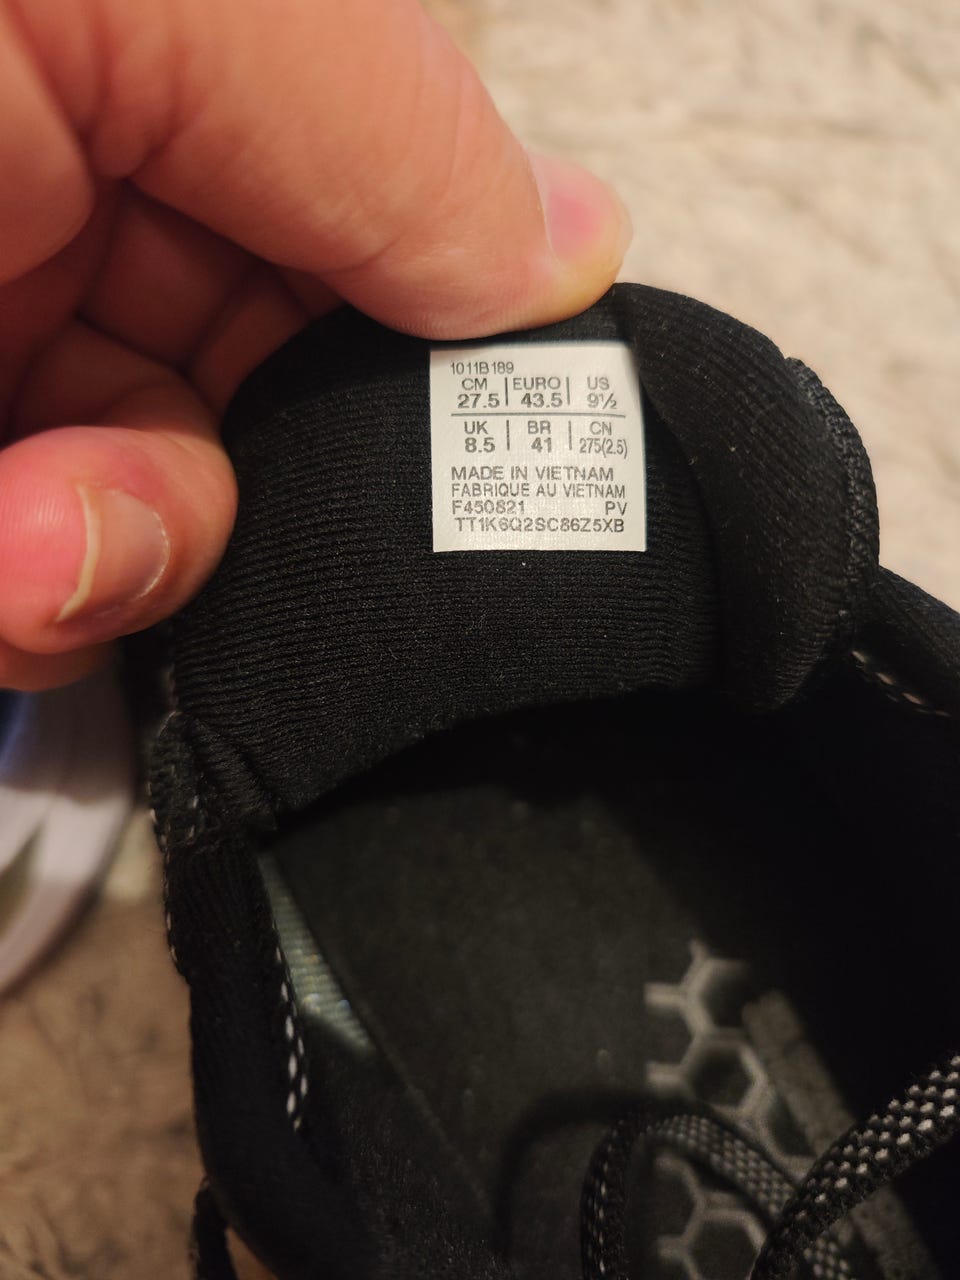 1011B189
CM | EURO | US
27.5 | 43.5 | 9½
UK | BR | CN
8.5 | 41 | 275(2.5)
MADE IN VIETNAM
FABRIQUE AU VIETNAM
F450821 PV
TT1K6Q2SC86Z5XB